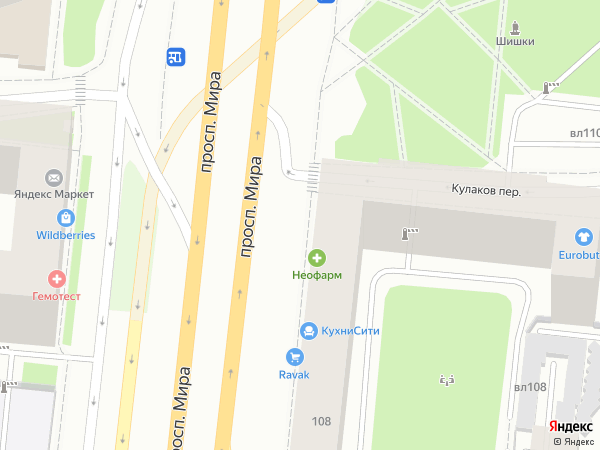 Шишки
просп. Мира
вл110
просп. Мира
Яндекс Маркет
Кулаков пер.
Wildberries
Eurobut
Неофарм
Гемотест
КухниСити
Ravak
просп. Мира
вл108
108
Яндекс
© Яндекс